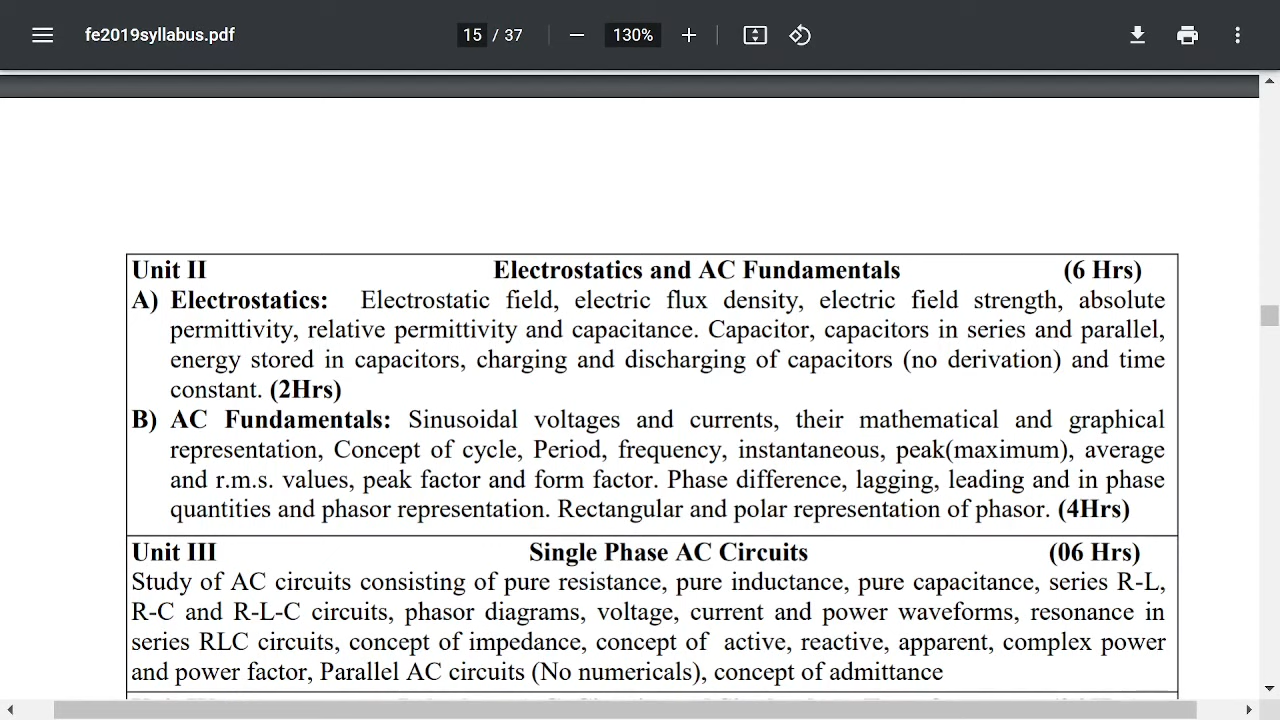 fe2019syllabus.pdf 15 / 37 130%
Unit II Electrostatics and AC Fundamentals (6 Hrs)
A) Electrostatics: Electrostatic field, electric flux density, electric field strength, absolute
permittivity, relative permittivity and capacitance. Capacitor, capacitors in series and parallel,
energy stored in capacitors, charging and discharging of capacitors (no derivation) and time
constant. (2Hrs)
B) AC Fundamentals: Sinusoidal voltages and currents, their mathematical and graphical
representation, Concept of cycle, Period, frequency, instantaneous, peak(maximum), average
and r.m.s. values, peak factor and form factor. Phase difference, lagging, leading and in phase
quantities and phasor representation. Rectangular and polar representation of phasor. (4Hrs)
Unit III Single Phase AC Circuits (06 Hrs)
Study of AC circuits consisting of pure resistance, pure inductance, pure capacitance, series R-L,
R-C and R-L-C circuits, phasor diagrams, voltage, current and power waveforms, resonance in
series RLC circuits, concept of impedance, concept of active, reactive, apparent, complex power
and power factor, Parallel AC circuits (No numericals), concept of admittance